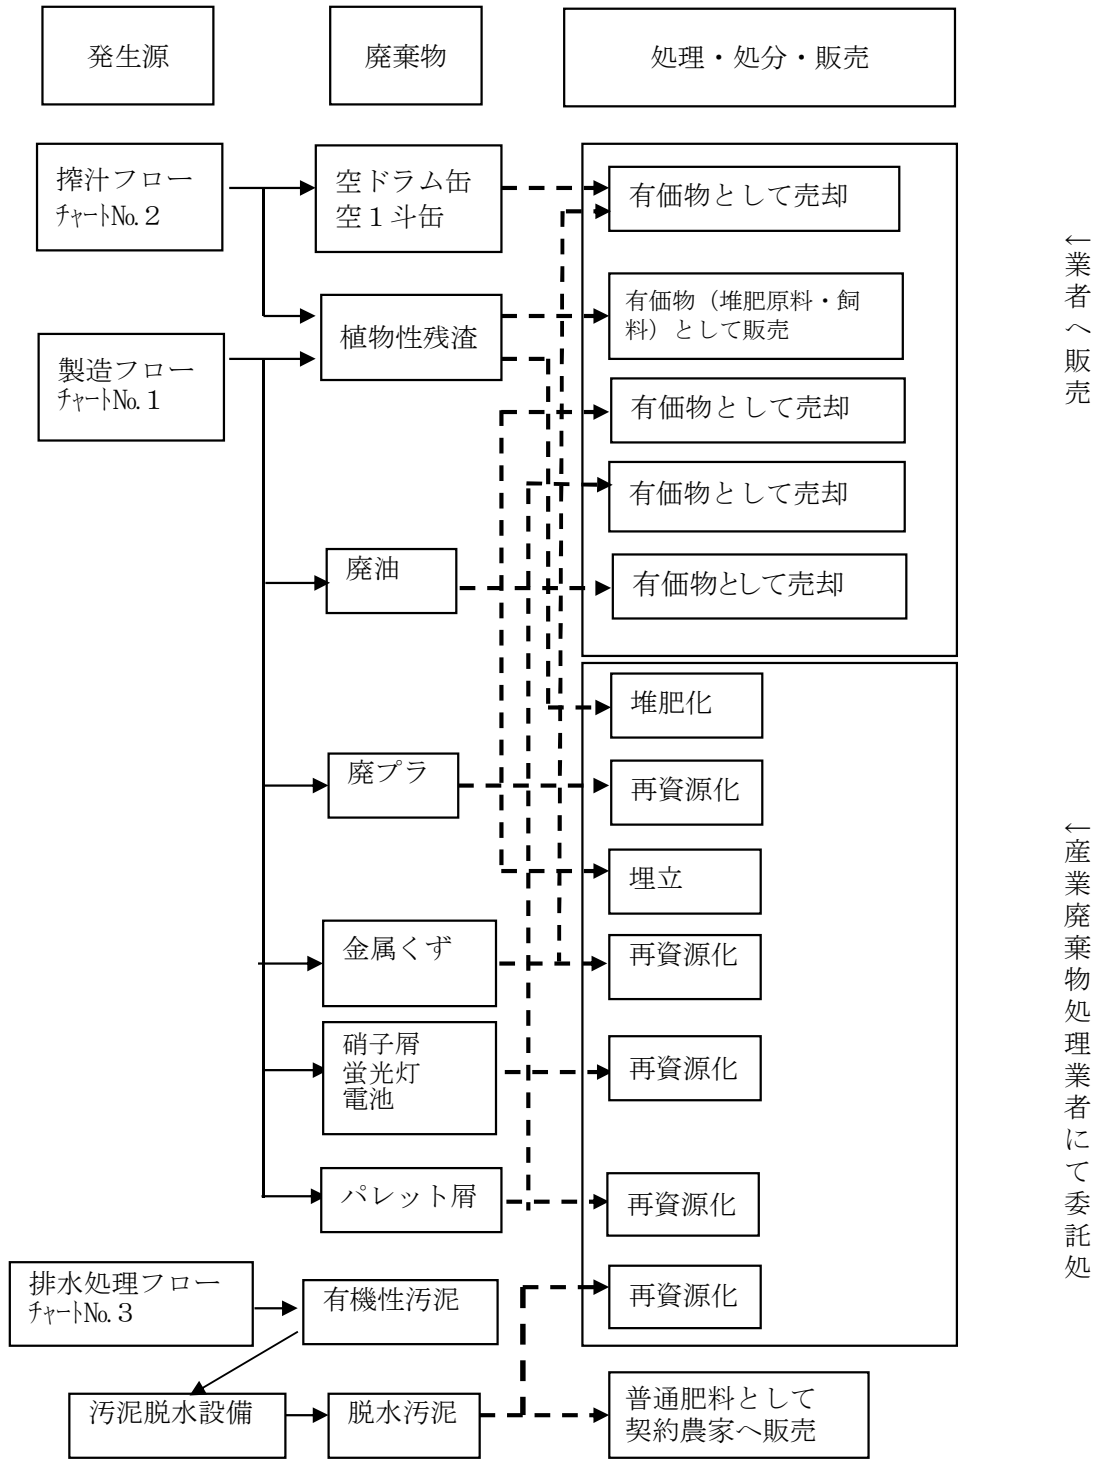 発生源
廃棄物
処理・処分・販売
搾汁フロー
ﾁｬｰﾄ№２
空ドラム缶
空１斗缶
有価物として売却
植物性残渣
有価物（堆肥原料・飼
料）として販売
製造フロー
ﾁｬｰﾄ№１
有価物として売却
有価物として売却
廃油
有価物として売却
←業者へ販売
堆肥化
廃プラ
再資源化
埋立
金属くず
再資源化
硝子屑
蛍光灯
電池
再資源化
パレット屑
再資源化
←産業廃棄物処理業者にて委託処
排水処理フロー
ﾁｬｰﾄ№３
有機性汚泥
再資源化
汚泥脱水設備
脱水汚泥
普通肥料として
契約農家へ販売